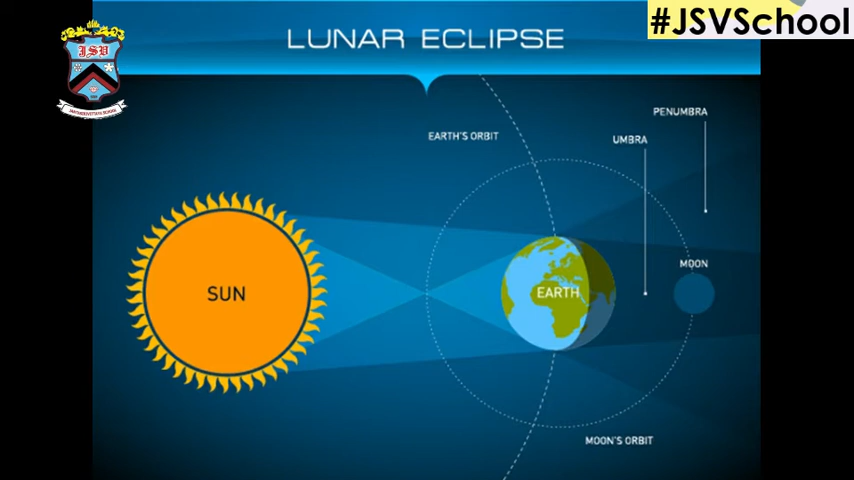 #JSVSchool
JSV
LUNAR ECLIPSE
PENUMBRA
EARTH'S ORBIT
UMBRA
MOON
SUN
EARTH
MOON'S ORBIT